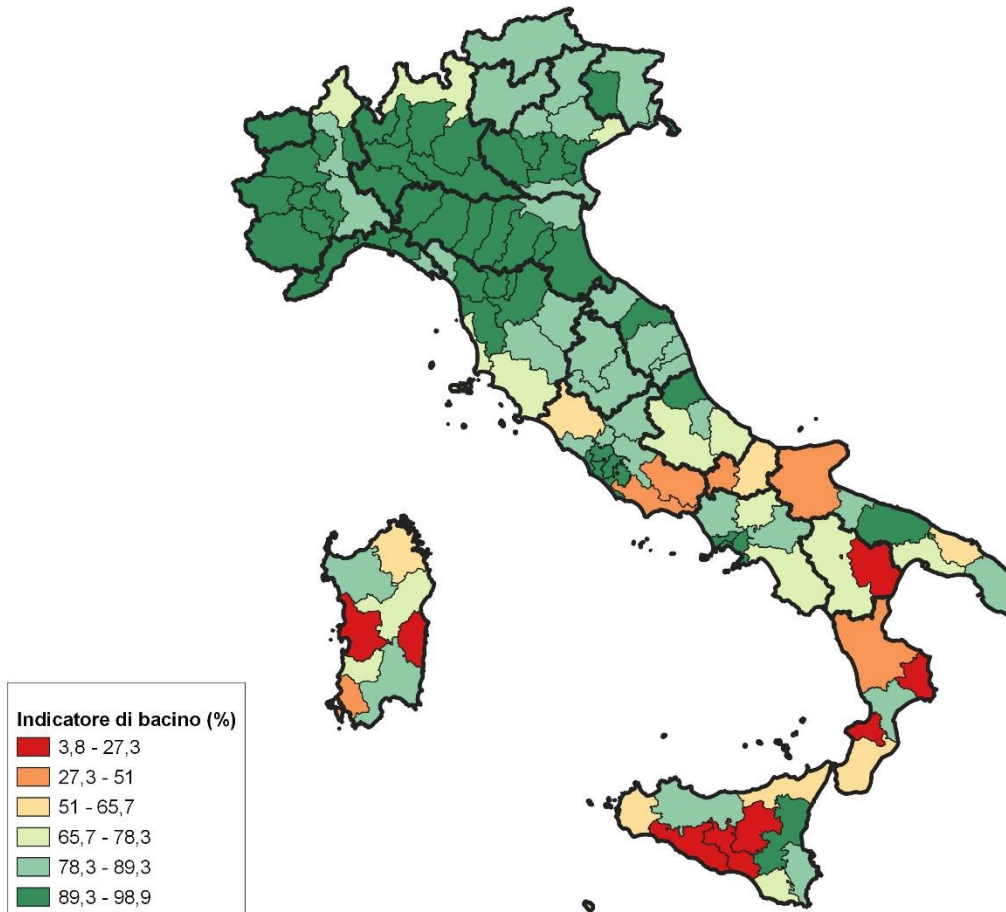 Indicatore di bacino (%)
3,8 - 27,3
27,3 - 51
51 - 65,7
65,7 - 78,3
78,3 - 89,3
89,3 - 98,9